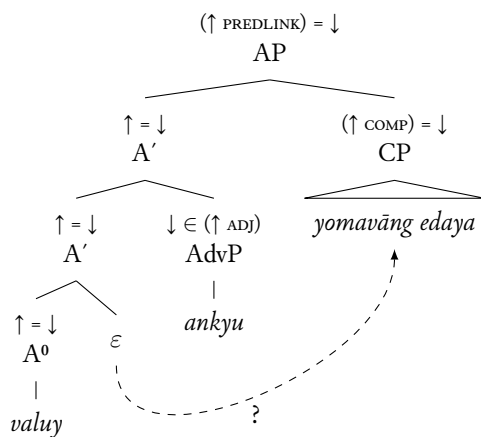 (↑ PREDLINK) = ↓
AP
↑ = ↓ (↑ COMP) = ↓
A′ CP
↑ = ↓ ↓ ∈ (↑ ADJ) yomavāng edaya
A′ AdvP
↑ = ↓ ε ankyu
A⁰
valuy ?